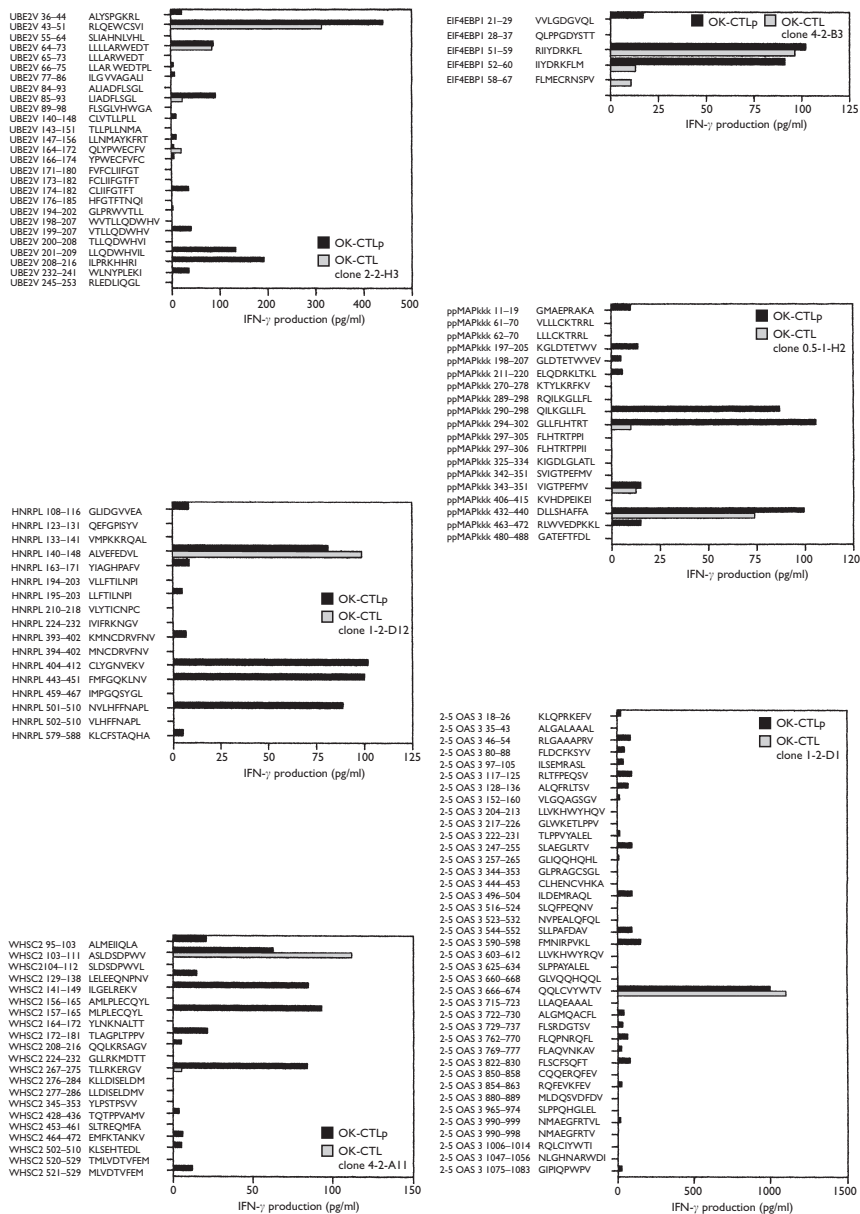 UBE2V 36–44 ALYSPGKRL
UBE2V 43–51 RLQEWCSVI
UBE2V 55–64 SLIADFLGLSV
UBE2V 64–73 LLLLARWEDT
UBE2V 65–73 LLLARWEDT
UBE2V 66–75 LLAR WEDTPL
UBE2V 77–86 ILG VVAGALI
UBE2V 84–93 ALIADFLSGL
UBE2V 85–93 LIADFLSGL
UBE2V 89–98 FLSGLVHWGA
UBE2V 140–148 CLVTLLPLL
UBE2V 143–151 TLLPLLNMA
UBE2V 147–156 LLNMAYKFRT
UBE2V 164–172 QLYPWECFV
UBE2V 166–174 YPWECFVFC
UBE2V 171–180 FVFCLIIFGT
UBE2V 173–182 FCLIIFGTFT
UBE2V 174–182 CLIIFGTFT
UBE2V 176–185 HFGTFTNQI
UBE2V 194–202 GLPRWVTLL
UBE2V 198–207 WVTLLQDWHV
UBE2V 199–207 VTLLQDWHV
UBE2V 200–208 TLLQDWHVI
UBE2V 201–209 LLQDWHVIL
UBE2V 208–216 ILPRKHHRI
UBE2V 232–241 WLNYPLEKI
UBE2V 245–253 RLEDLIQGL
OK-CTLp
OK-CTL
clone 2-2-H3
0 100 200 300 400 500
IFN-γ production (pg/ml)
EIF4EBP1 21–29 VVLGDGVQL
EIF4EBP1 28–37 QLPPGDYSTT
EIF4EBP1 51–59 RIIYDRKFL
EIF4EBP1 52–60 IIYDRKFLM
EIF4EBP1 58–67 FLMECRNSPV
OK-CTLp
OK-CTL
clone 4-2-B3
0 25 50 75 100 125
IFN-γ production (pg/ml)
ppMAPkkk 11–19 GMAEPRAKA
ppMAPkkk 61–70 VLLLCKTRRL
ppMAPkkk 62–70 LLLCKTRRL
ppMAPkkk 197–205 KGLDTETWV
ppMAPkkk 198–207 GLDTETWVEV
ppMAPkkk 211–220 ELQDRKLTKL
ppMAPkkk 270–278 KTYLKRFKV
ppMAPkkk 289–298 RQILKGLLFL
ppMAPkkk 290–298 QILKGLLFL
ppMAPkkk 294–302 GLLFLHTRT
ppMAPkkk 297–305 FLHTRTPPI
ppMAPkkk 297–306 FLHTRTPPII
ppMAPkkk 325–334 KIGDLGLATL
ppMAPkkk 342–351 SVIGTPEFMV
ppMAPkkk 343–351 VIGTPEFMV
ppMAPkkk 406–415 KVHDPEIKEI
ppMAPkkk 432–440 DLLSHAFFA
ppMAPkkk 463–472 RLWVEDPKKL
ppMAPkkk 480–488 GATEFTFDL
OK-CTLp
OK-CTL
clone 0.5-1-H2
0 25 50 75 100 125
IFN-γ production (pg/ml)
HNRPL 108–116 GLIDGVVEA
HNRPL 123–131 QEFGPISYV
HNRPL 133–141 VMPKKRQAL
HNRPL 140–148 ALVEFEDVL
HNRPL 163–171 YIAGHPAFV
HNRPL 194–203 VLLFTILNPI
HNRPL 195–203 LLFTILNPI
HNRPL 210–218 VLYTICNPC
HNRPL 224–232 IVIFRKNGV
HNRPL 393–402 KMNCDRVFNV
HNRPL 394–402 MNCDRVFNV
HNRPL 404–412 CLYGNVEKV
HNRPL 443–451 FMFGQKLNV
HNRPL 459–467 IMPGQSYGL
HNRPL 501–510 NVLHFFNAPL
HNRPL 502–510 VLHFFNAPL
HNRPL 579–588 KLCFSTAQHA
OK-CTLp
OK-CTL
clone 1-2-D12
0 25 50 75 100 125
IFN-γ production (pg/ml)
2-5 OAS 3 18–26 KLQPRKEFV
2-5 OAS 3 35–43 ALGALAAAL
2-5 OAS 3 46–54 RLGAAAPRV
2-5 OAS 3 80–88 FLDCFKSYV
2-5 OAS 3 97–105 ILSEMRASL
2-5 OAS 3 117–125 RLTFPEQSV
2-5 OAS 3 128–136 ALQFRLTSV
2-5 OAS 3 152–160 VLGQAGSGV
2-5 OAS 3 204–213 LLVKHWYHQV
2-5 OAS 3 217–226 GLWKETLPPV
2-5 OAS 3 222–231 TLPPVYALEL
2-5 OAS 3 247–255 SLAEGLRTV
2-5 OAS 3 257–265 GLIQQHQHL
2-5 OAS 3 344–353 GLPRAGCSGL
2-5 OAS 3 444–453 CLHENCVHKA
2-5 OAS 3 496–504 ILDEMRAQL
2-5 OAS 3 516–524 SLQFPEQNV
2-5 OAS 3 523–532 NVPEALQFQL
2-5 OAS 3 544–552 SLLPAFDAV
2-5 OAS 3 590–598 FMNIRPVKL
2-5 OAS 3 603–612 LLVKHWYRQV
2-5 OAS 3 625–634 SLPPAYALEL
2-5 OAS 3 660–668 GLVQQHQQL
2-5 OAS 3 666–674 QQLCVYWTV
2-5 OAS 3 715–723 LLAQEAAAL
2-5 OAS 3 722–730 ALGMQACFL
2-5 OAS 3 729–737 FLSRDGTSV
2-5 OAS 3 762–770 FLQPNRQFL
2-5 OAS 3 769–777 FLAQVNKAV
2-5 OAS 3 822–830 FLSCFSQFT
2-5 OAS 3 850–858 CQQERQFEV
2-5 OAS 3 854–863 RQFEVKFEV
2-5 OAS 3 880–889 MLDQSVDFDV
2-5 OAS 3 965–974 SLPPQHGLEL
2-5 OAS 3 990–999 NMAEGFRTVL
2-5 OAS 3 990–998 NMAEGFRTV
2-5 OAS 3 1006–1014 RQLCIYWTI
2-5 OAS 3 1047–1056 NLGHNARWDI
2-5 OAS 3 1075–1083 GIPIQPWPV
OK-CTLp
OK-CTL
clone 1-2-D1
0 500 1000 1500
IFN-γ production (pg/ml)
WHSC2 95–103 ALMEIIQLA
WHSC2 103–111 ASLDSDPWV
WHSC2104–112 SLDSDPWVL
WHSC2 129–138 LELEEQNPNV
WHSC2 141–149 ILGELREKV
WHSC2 156–165 AMLPLECQYL
WHSC2 157–165 MLPLECQYL
WHSC2 164–172 YLNKNALTT
WHSC2 172–181 TLAGPLTPPV
WHSC2 208–216 QQLKRSAGV
WHSC2 224–232 GLLRKMDTT
WHSC2 267–275 TLLRKERGV
WHSC2 276–284 KLLDISELDM
WHSC2 277–286 LLDISELDMV
WHSC2 345–353 YLPSTPSVV
WHSC2 428–436 TQTPPVAMV
WHSC2 453–461 SLTREQMFA
WHSC2 464–472 EMFKTANKV
WHSC2 502–510 KLSEHTEDL
WHSC2 520–529 TMLVDTVFEM
WHSC2 521–529 MLVDTVFEM
OK-CTLp
OK-CTL
clone 4-2-A11
0 50 100 150
IFN-γ production (pg/ml)